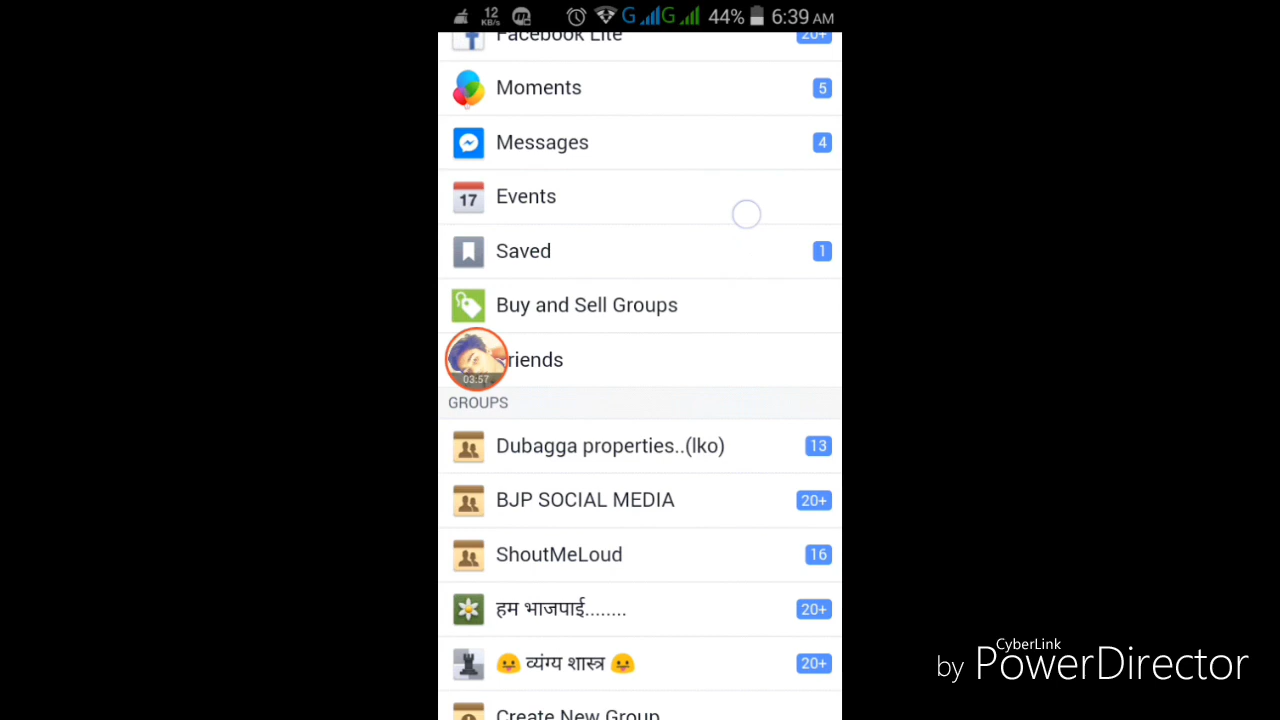 12 KB/s G G 44% 6:39 AM
Facebook Lite 20+
Moments 5
Messages 4
17 Events
Saved 1
Buy and Sell Groups
riends
03:57
GROUPS
Dubagga properties..(lko) 13
BJP SOCIAL MEDIA 20+
ShoutMeLoud 16
हम भाजपाई........ 20+
😛 व्यंग्य शास्त्र 😛 20+
Create New Group
CyberLink
by PowerDirector